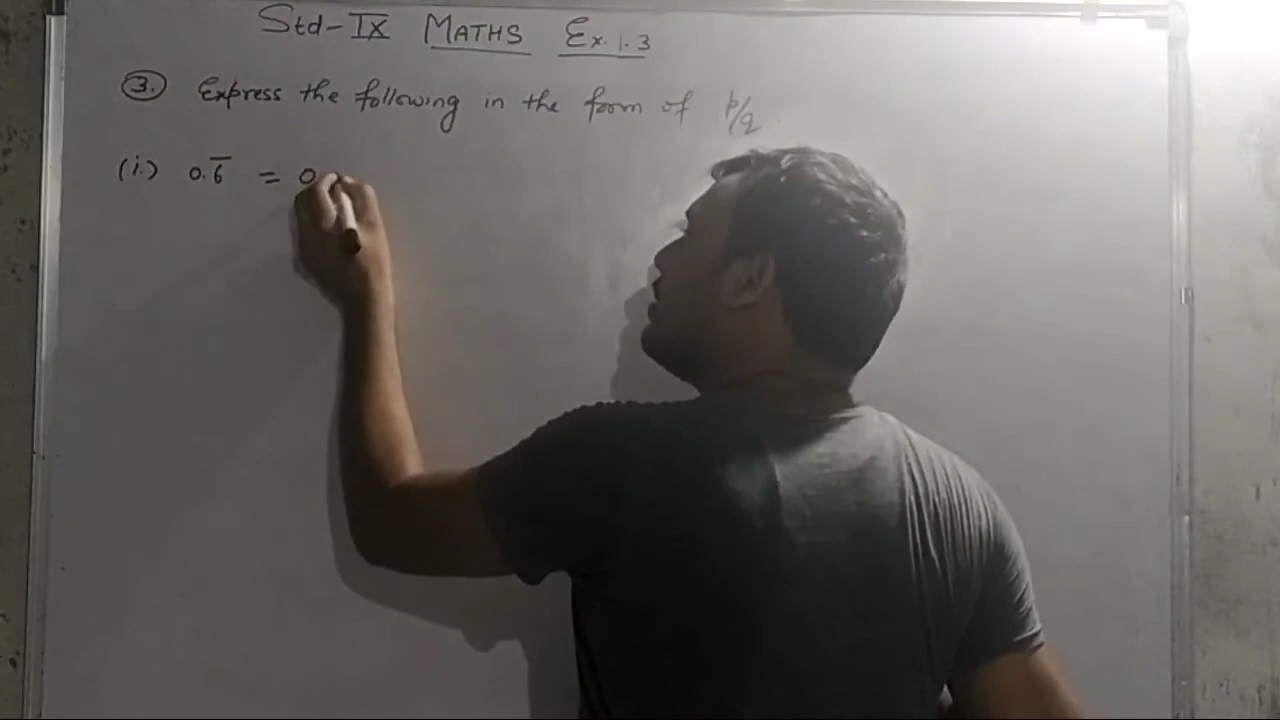 Std-IX MATHS Ex. 1.3
3. Express the following in the form of p/q
(i.) 0.6̅ = 0.